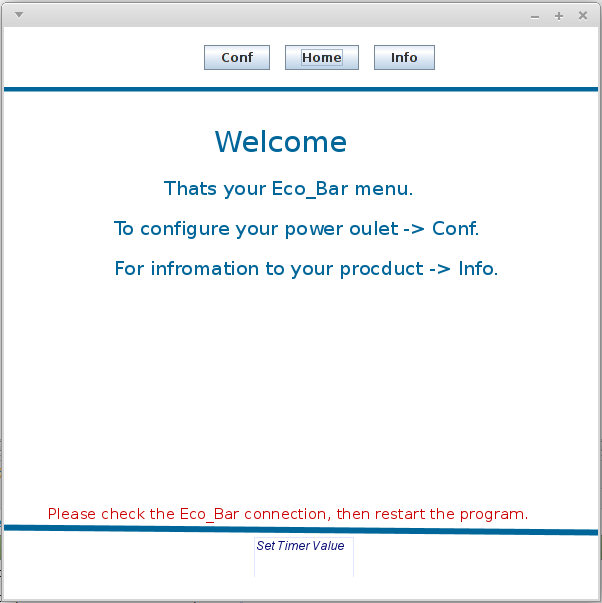 Conf Home Info
Welcome
Thats your Eco_Bar menu.
To configure your power oulet -> Conf.
For infromation to your procduct -> Info.
Please check the Eco_Bar connection, then restart the program.
Set Timer Value